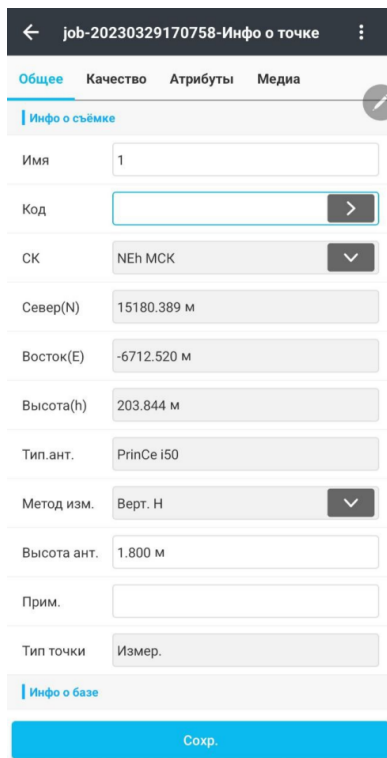 job-20230329170758-Инфо о точке
Общее Качество Атрибуты Медиа
Инфо о съёмке
Имя 1
Код
СК NEh МСК
Север(N) 15180.389 м
Восток(E) -6712.520 м
Высота(h) 203.844 м
Тип.ант. PrinCe i50
Метод изм. Верт. H
Высота ант. 1.800 м
Прим.
Тип точки Измер.
Инфо о базе
Сохр.